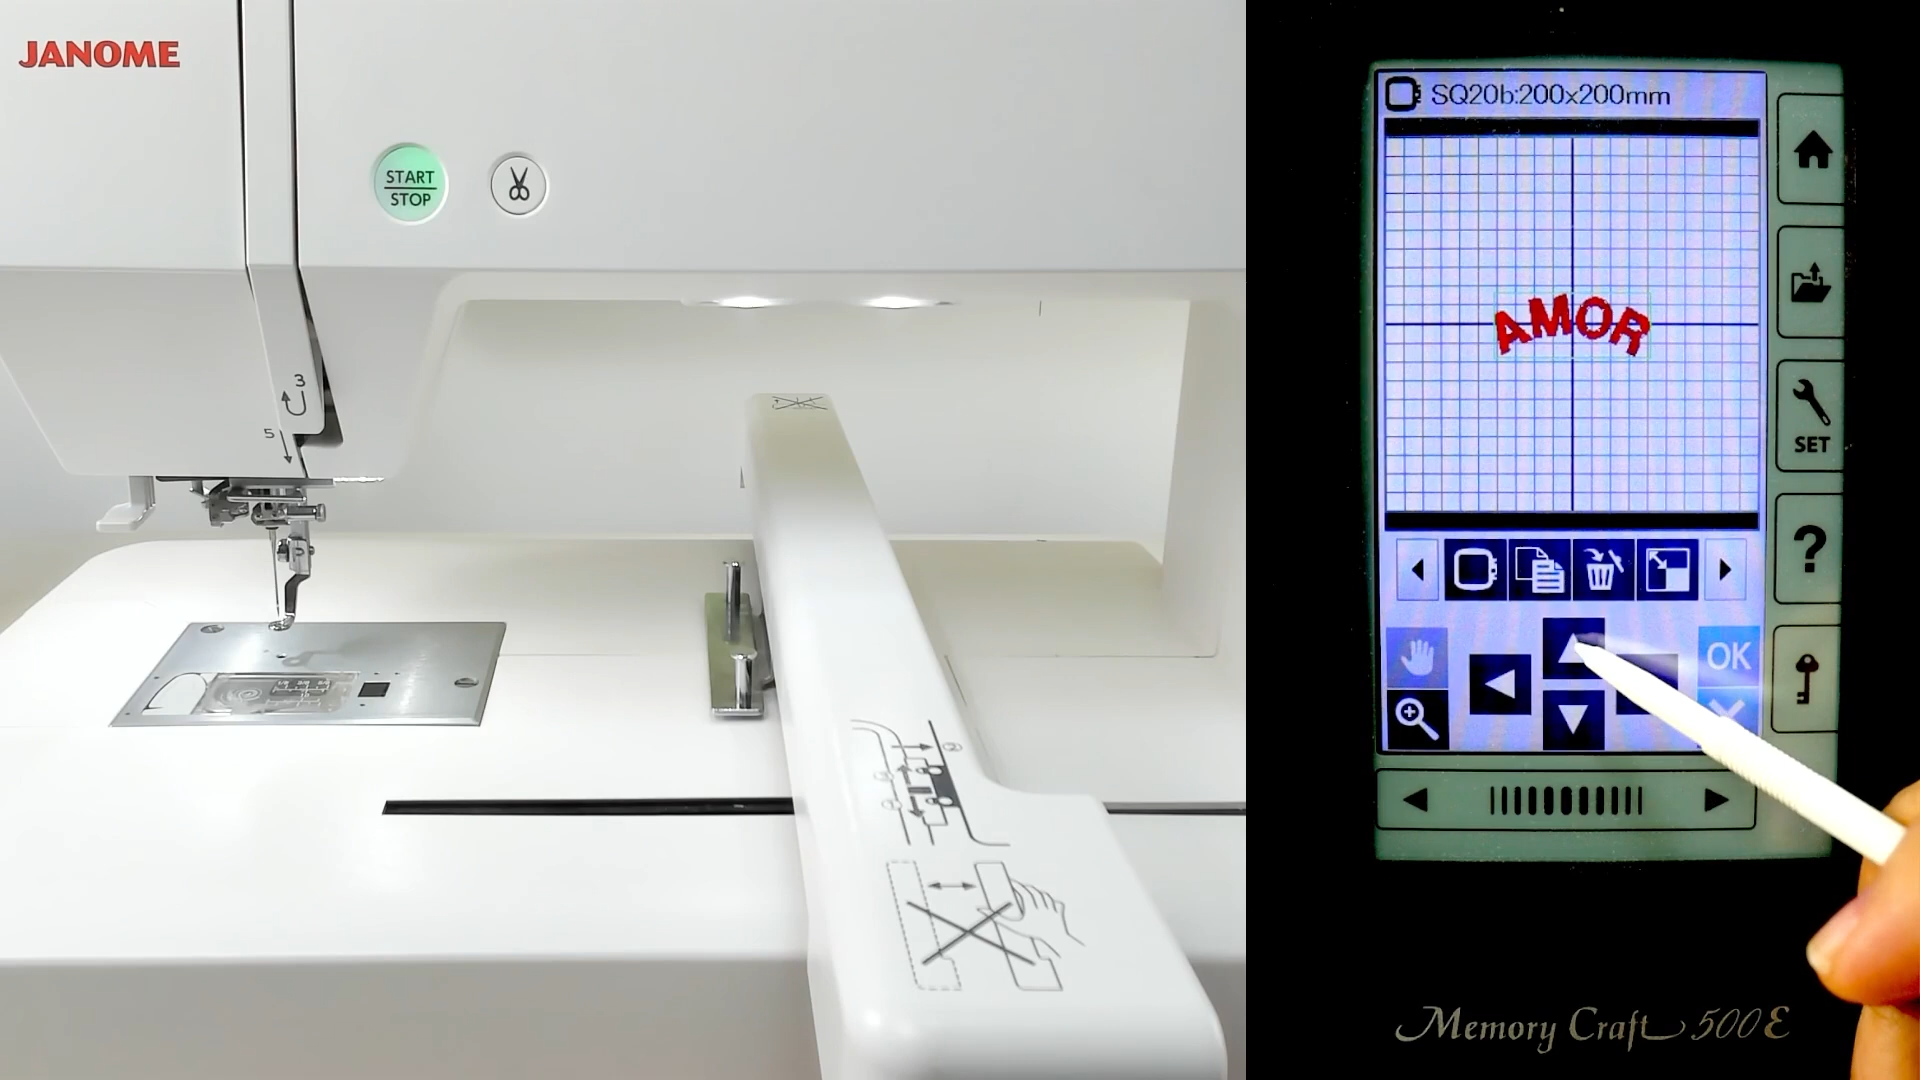 JANOME
START
STOP
3
5
SQ20b:200x200mm
AMOR
SET
?
OK
Memory Craft 500E